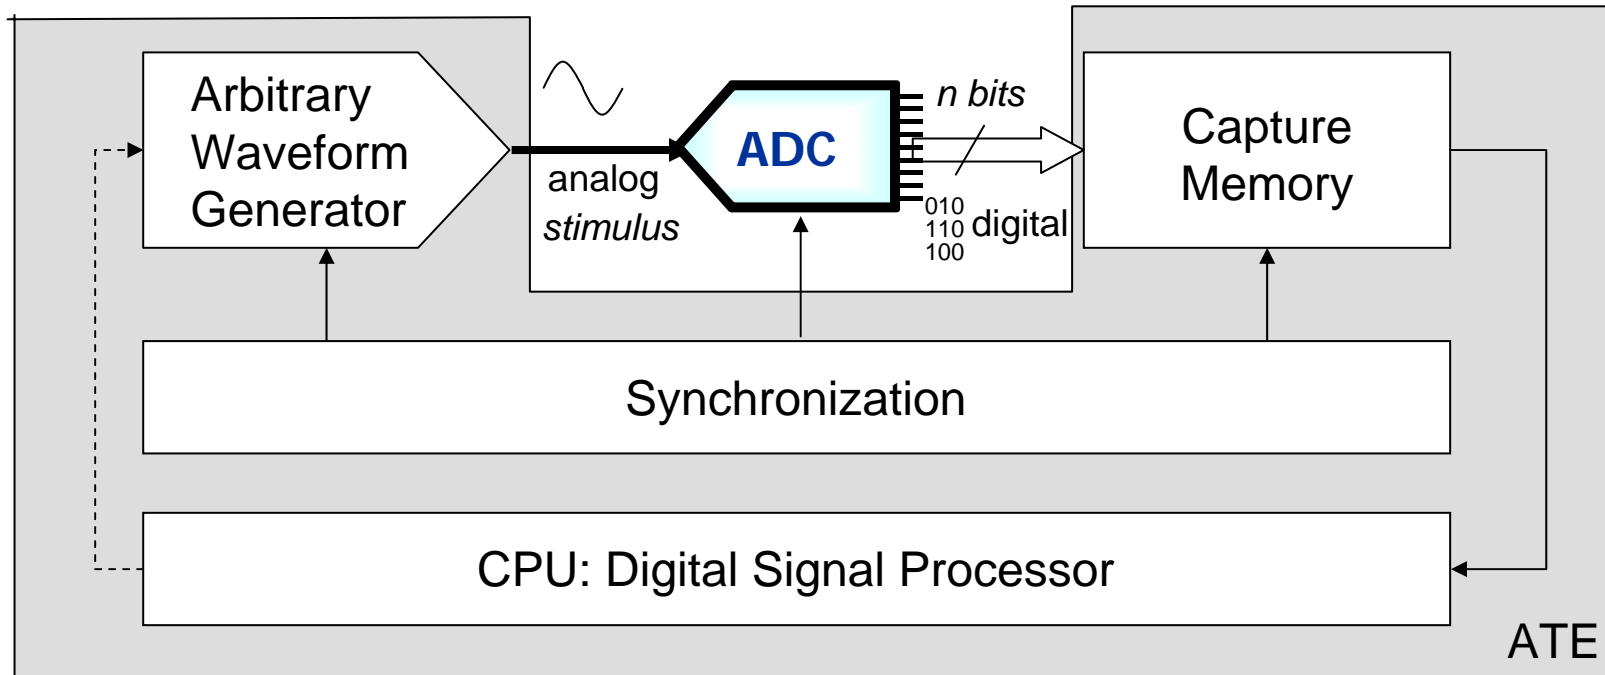 Arbitrary
Waveform
Generator
analog
stimulus
ADC
n bits
010
110
100
digital
Capture
Memory
Synchronization
CPU: Digital Signal Processor
ATE